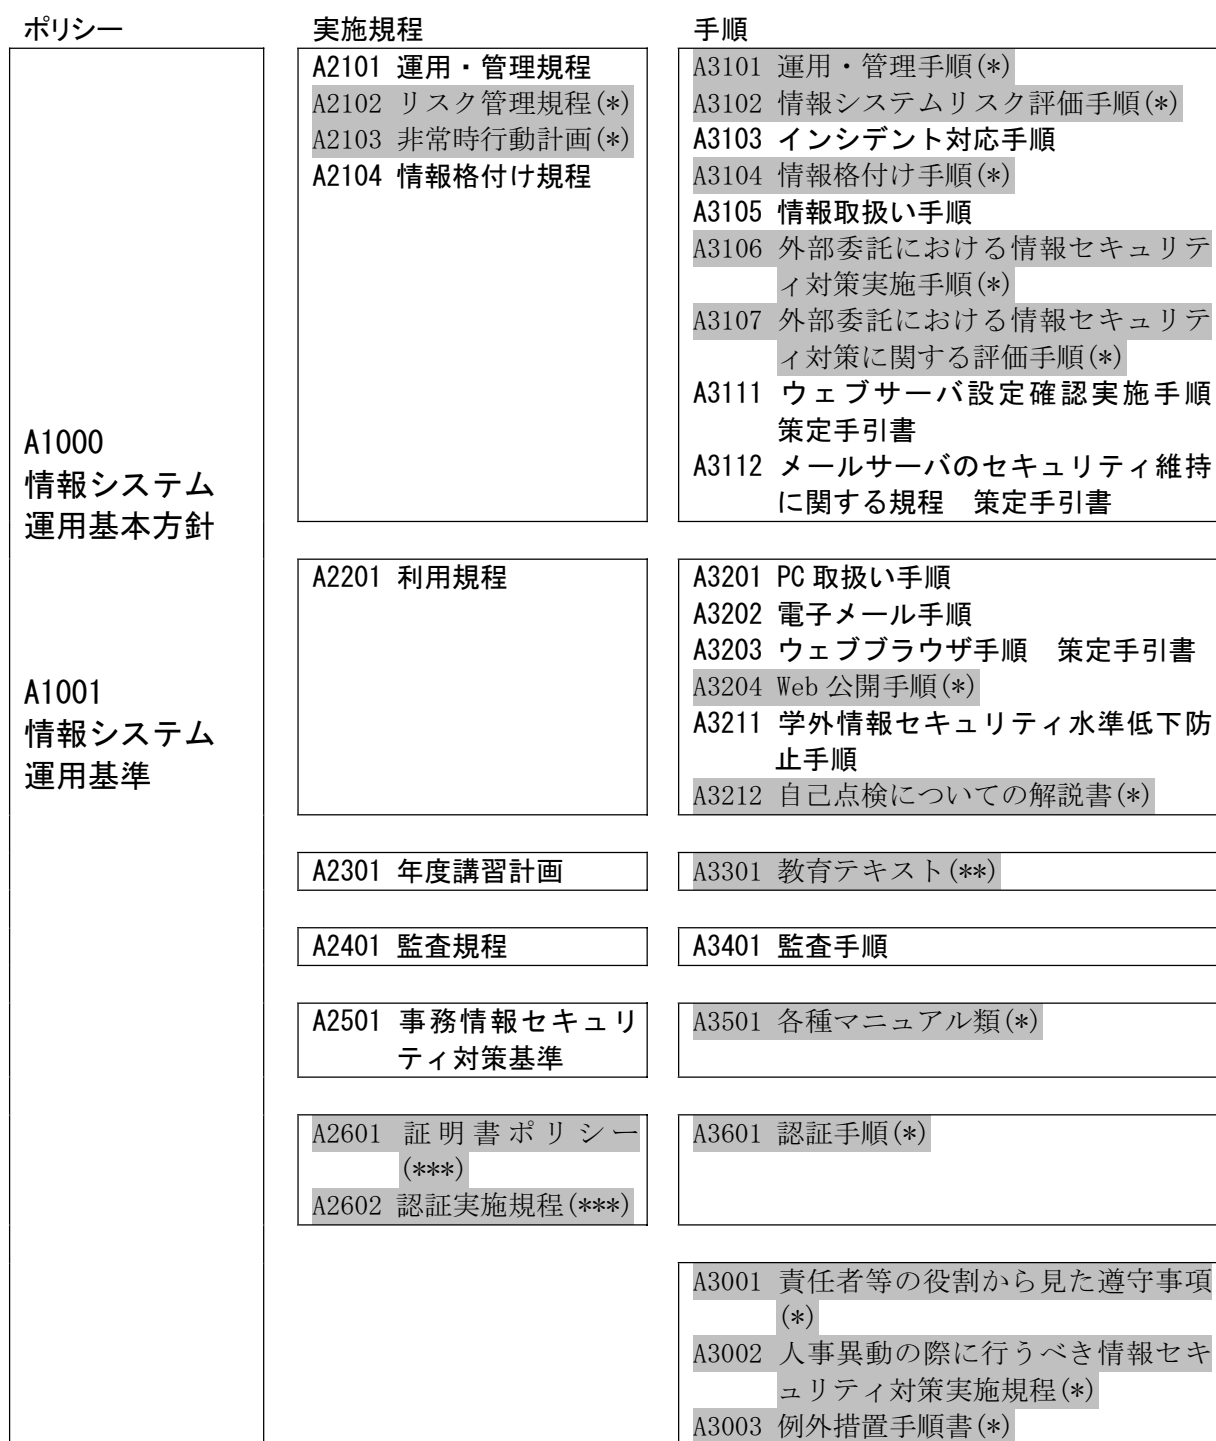 ポリシー
A1000
情報システム
運用基本方針
A1001
情報システム
運用基準
実施規程
A2101 運用・管理規程
A2102 リスク管理規程(*)
A2103 非常時行動計画(*)
A2104 情報格付け規程
A2201 利用規程
A2301 年度講習計画
A2401 監査規程
A2501 事務情報セキュリ
ティ対策基準
A2601 証明書ポリシー
(***)
A2602 認証実施規程(***)
手順
A3101 運用・管理手順(*)
A3102 情報システムリスク評価手順(*)
A3103 インシデント対応手順
A3104 情報格付け手順(*)
A3105 情報取扱い手順
A3106 外部委託における情報セキュリテ
ィ対策実施手順(*)
A3107 外部委託における情報セキュリテ
ィ対策に関する評価手順(*)
A3111 ウェブサーバ設定確認実施手順
策定手引書
A3112 メールサーバのセキュリティ維持
に関する規程　策定手引書
A3201 PC 取扱い手順
A3202 電子メール手順
A3203 ウェブブラウザ手順　策定手引書
A3204 Web 公開手順(*)
A3211 学外情報セキュリティ水準低下防
止手順
A3212 自己点検についての解説書(*)
A3301 教育テキスト(**)
A3401 監査手順
A3501 各種マニュアル類(*)
A3601 認証手順(*)
A3001 責任者等の役割から見た遵守事項
(*)
A3002 人事異動の際に行うべき情報セキ
ュリティ対策実施規程(*)
A3003 例外措置手順書(*)